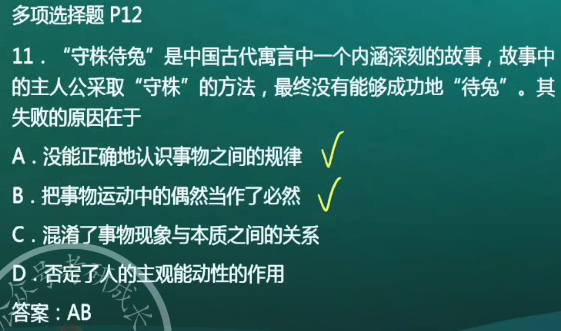 多项选择题 P12
11．“守株待兔”是中国古代寓言中一个内涵深刻的故事，故事中
的主人公采取“守株”的方法，最终没有能够成功地“待兔”。其
失败的原因在于
A．没能正确地认识事物之间的规律
B．把事物运动中的偶然当作了必然
C．混淆了事物现象与本质之间的关系
D．否定了人的主观能动性的作用
答案：AB